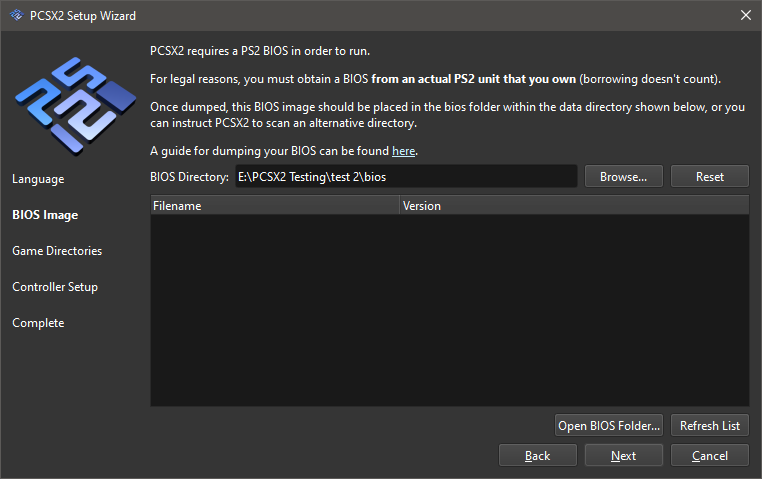 PCSX2 Setup Wizard
PCSX2 requires a PS2 BIOS in order to run.
For legal reasons, you must obtain a BIOS from an actual PS2 unit that you own (borrowing doesn't count).
Once dumped, this BIOS image should be placed in the bios folder within the data directory shown below, or you
can instruct PCSX2 to scan an alternative directory.
A guide for dumping your BIOS can be found here.
Language
BIOS Image
Game Directories
Controller Setup
Complete
BIOS Directory: E:\PCSX2 Testing\test 2\bios Browse... Reset
Filename Version
Open BIOS Folder... Refresh List
Back Next Cancel